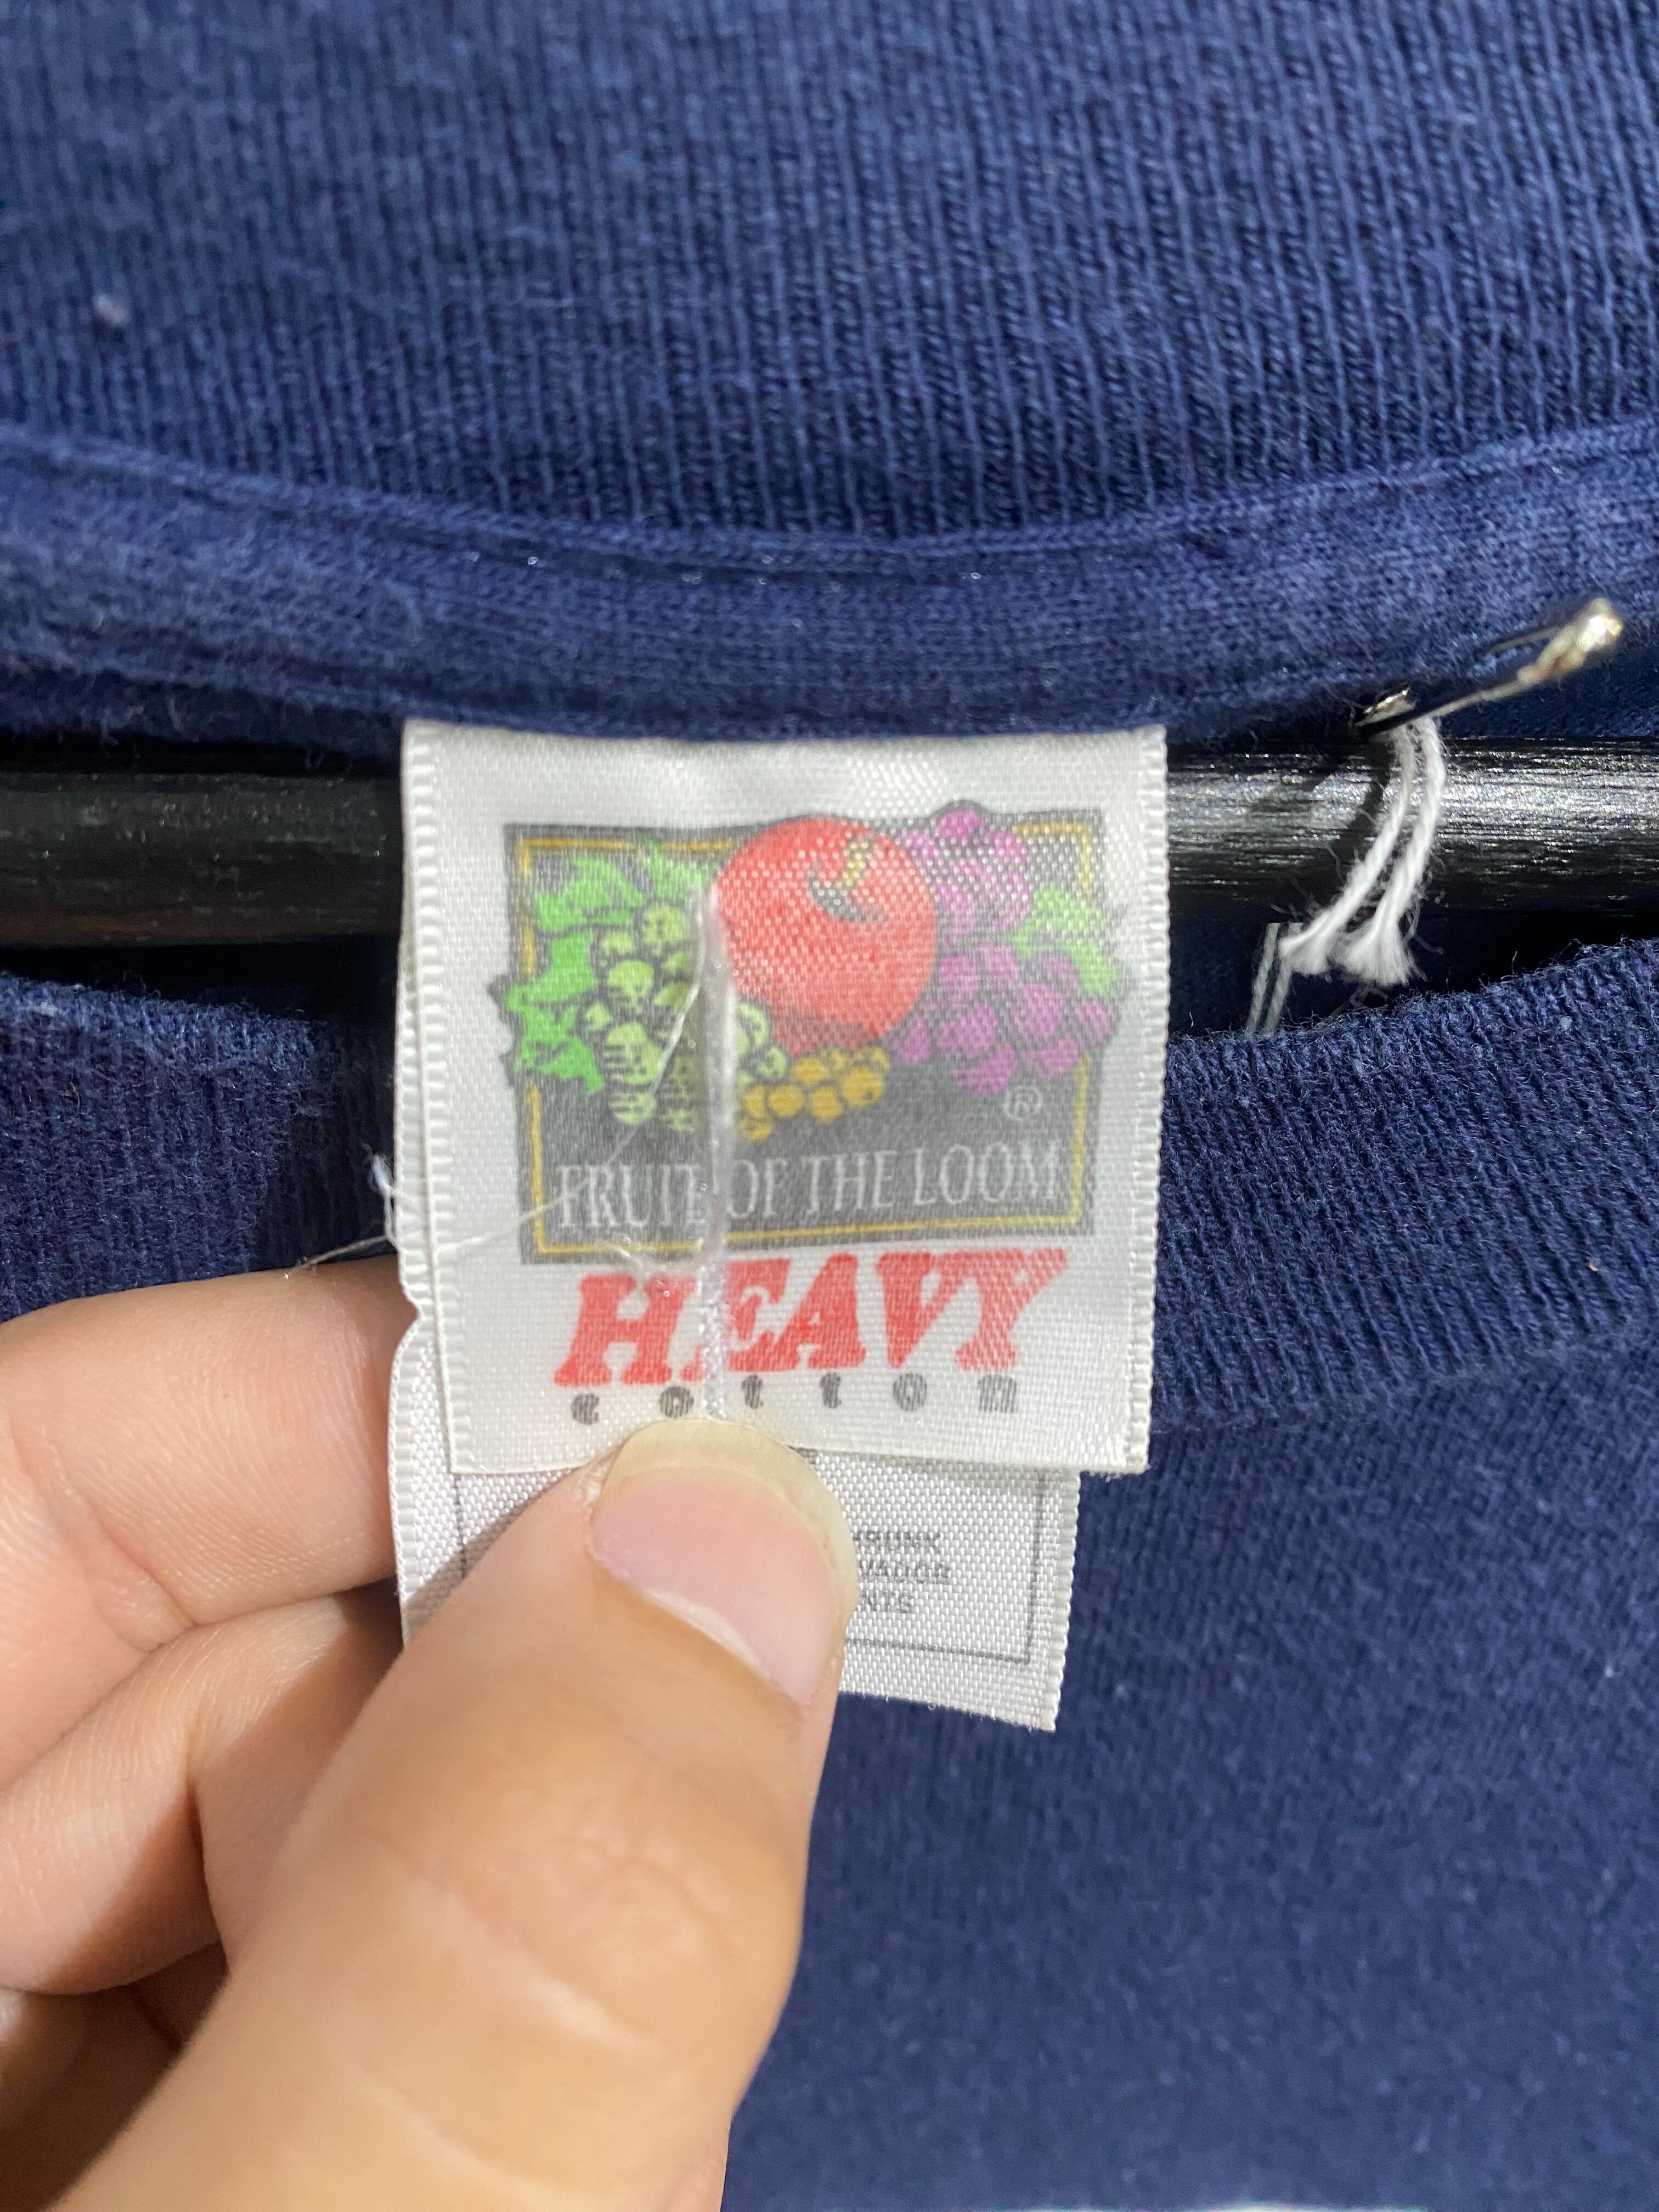 ®
FRUIT OF THE LOOM
HEAVY
cotton